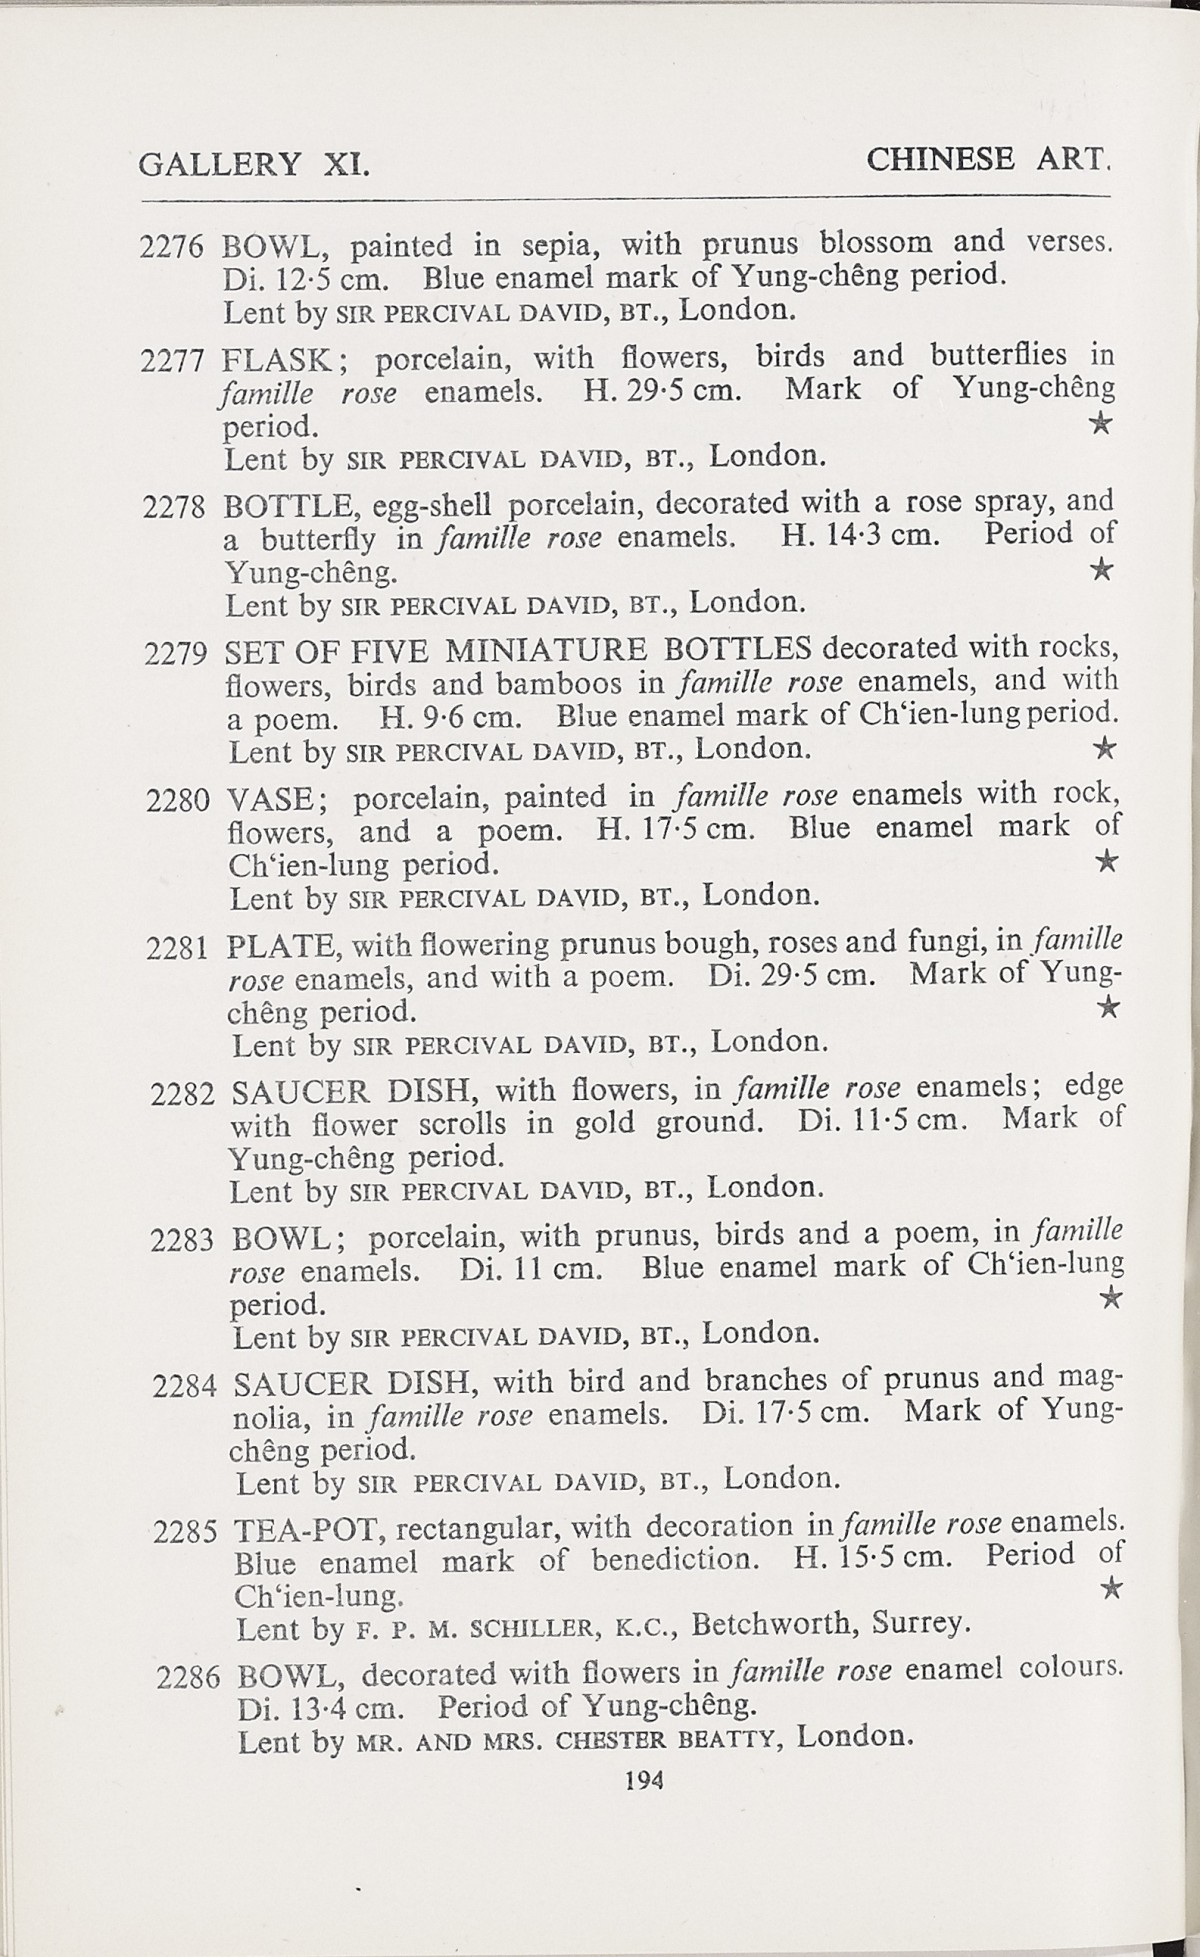 GALLERY XI. CHINESE ART.
2276 BOWL, painted in sepia, with prunus blossom and verses.
Di. 12·5 cm. Blue enamel mark of Yung-chêng period.
Lent by SIR PERCIVAL DAVID, BT., London.
2277 FLASK; porcelain, with flowers, birds and butterflies in
famille rose enamels. H. 29·5 cm. Mark of Yung-chêng
period. ★
Lent by SIR PERCIVAL DAVID, BT., London.
2278 BOTTLE, egg-shell porcelain, decorated with a rose spray, and
a butterfly in famille rose enamels. H. 14·3 cm. Period of
Yung-chêng. ★
Lent by SIR PERCIVAL DAVID, BT., London.
2279 SET OF FIVE MINIATURE BOTTLES decorated with rocks,
flowers, birds and bamboos in famille rose enamels, and with
a poem. H. 9·6 cm. Blue enamel mark of Ch‘ien-lung period.
Lent by SIR PERCIVAL DAVID, BT., London. ★
2280 VASE; porcelain, painted in famille rose enamels with rock,
flowers, and a poem. H. 17·5 cm. Blue enamel mark of
Ch‘ien-lung period. ★
Lent by SIR PERCIVAL DAVID, BT., London.
2281 PLATE, with flowering prunus bough, roses and fungi, in famille
rose enamels, and with a poem. Di. 29·5 cm. Mark of Yung-
chêng period. ★
Lent by SIR PERCIVAL DAVID, BT., London.
2282 SAUCER DISH, with flowers, in famille rose enamels; edge
with flower scrolls in gold ground. Di. 11·5 cm. Mark of
Yung-chêng period.
Lent by SIR PERCIVAL DAVID, BT., London.
2283 BOWL; porcelain, with prunus, birds and a poem, in famille
rose enamels. Di. 11 cm. Blue enamel mark of Ch‘ien-lung
period. ★
Lent by SIR PERCIVAL DAVID, BT., London.
2284 SAUCER DISH, with bird and branches of prunus and mag-
nolia, in famille rose enamels. Di. 17·5 cm. Mark of Yung-
chêng period.
Lent by SIR PERCIVAL DAVID, BT., London.
2285 TEA-POT, rectangular, with decoration in famille rose enamels.
Blue enamel mark of benediction. H. 15·5 cm. Period of
Ch‘ien-lung. ★
Lent by F. P. M. SCHILLER, K.C., Betchworth, Surrey.
2286 BOWL, decorated with flowers in famille rose enamel colours.
Di. 13·4 cm. Period of Yung-chêng.
Lent by MR. AND MRS. CHESTER BEATTY, London.
194